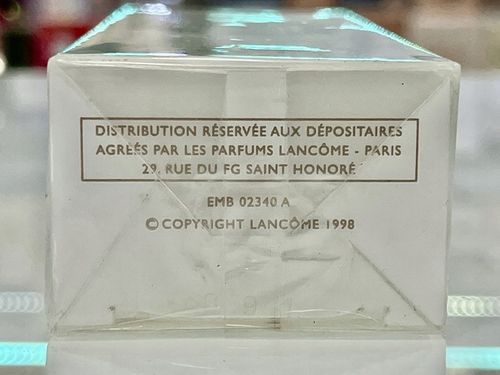 DISTRIBUTION RÉSERVÉE AUX DÉPOSITAIRES
AGRÉÉS PAR LES PARFUMS LANCÔME - PARIS
29, RUE DU FG SAINT HONORÉ
EMB 02340 A
© COPYRIGHT LANCÔME 1998